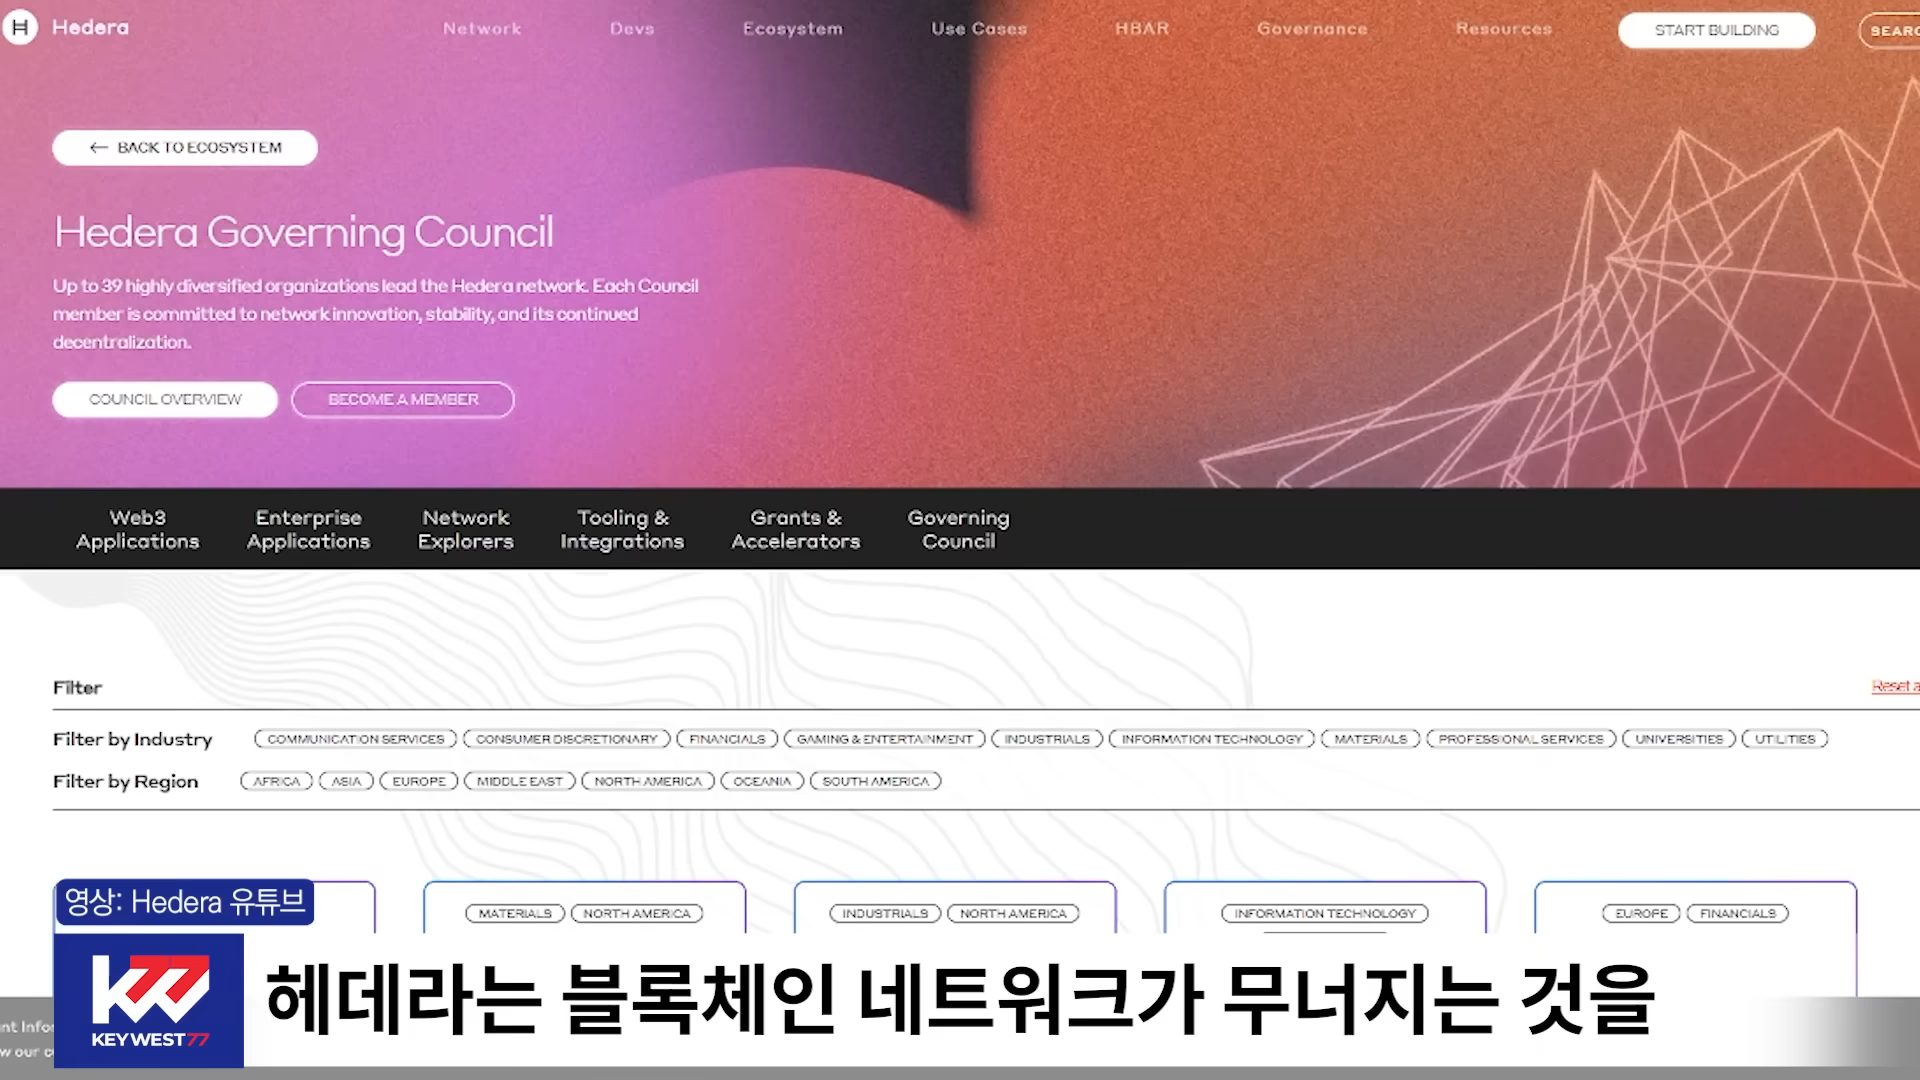 H Hedera
Network
Devs
Ecosystem
Use Cases
HBAR
Governance
Resources
START BUILDING
← BACK TO ECOSYSTEM
Hedera Governing Council
Up to 39 highly diversified organizations lead the Hedera network. Each Council
member is committed to network innovation, stability, and its continued
decentralization.
COUNCIL OVERVIEW
BECOME A MEMBER
Web3
Applications
Enterprise
Applications
Network
Explorers
Tooling &
Integrations
Grants &
Accelerators
Governing
Council
Filter
Reset
Filter by Industry
COMMUNICATION SERVICES
CONSUMER DISCRETIONARY
FINANCIALS
GAMING & ENTERTAINMENT
INDUSTRIALS
INFORMATION TECHNOLOGY
MATERIALS
PROFESSIONAL SERVICES
UNIVERSITIES
UTILITIES
Filter by Region
AFRICA
ASIA
EUROPE
MIDDLE EAST
NORTH AMERICA
OCEANIA
SOUTH AMERICA
MATERIALS
NORTH AMERICA
INDUSTRIALS
NORTH AMERICA
INFORMATION TECHNOLOGY
EUROPE
FINANCIALS
영상: Hedera 유튜브
K77
KEYWEST77
헤데라는 블록체인 네트워크가 무너지는 것을